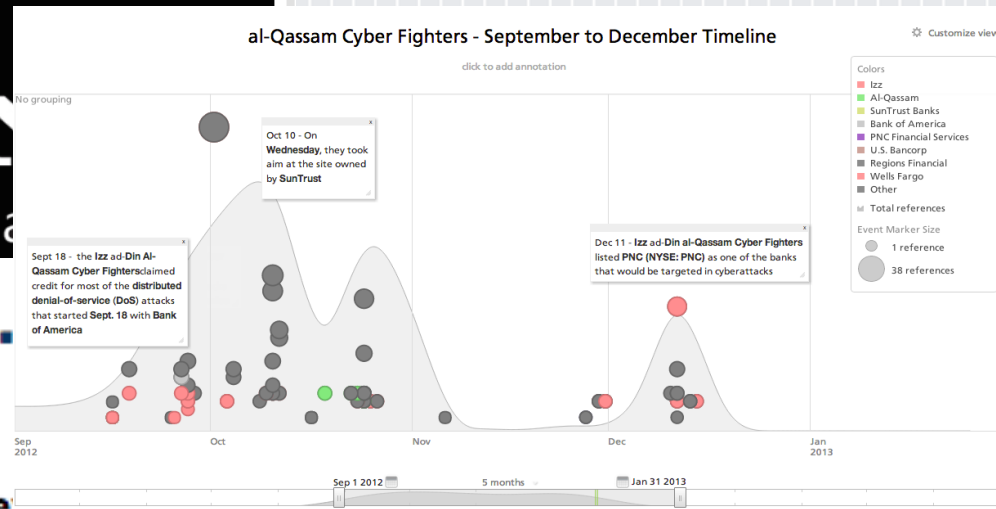 al-Qassam Cyber Fighters - September to December Timeline
Customize view
click to add annotation
No grouping
Colors
Izz
Al-Qassam
SunTrust Banks
Bank of America
PNC Financial Services
U.S. Bancorp
Regions Financial
Wells Fargo
Other
Total references
Event Marker Size
1 reference
38 references
Oct 10 - On
Wednesday, they took
aim at the site owned
by SunTrust
Sept 18 - the Izz ad-Din Al-
Qassam Cyber Fightersclaimed
credit for most of the distributed
denial-of-service (DoS) attacks
that started Sept. 18 with Bank
of America
Dec 11 - Izz ad-Din al-Qassam Cyber Fighters
listed PNC (NYSE: PNC) as one of the banks
that would be targeted in cyberattacks
Sep
2012
Oct
Nov
Dec
Jan
2013
Sep 1 2012
5 months
Jan 31 2013